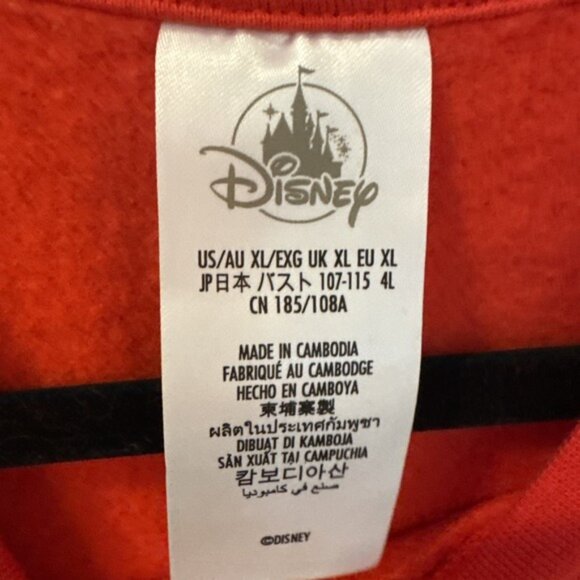 DISNEY
US/AU XL/EXG UK XL EU XL
JP日本 バスト 107-115 4L
CN 185/108A
MADE IN CAMBODIA
FABRIQUÉ AU CAMBODGE
HECHO EN CAMBOYA
柬埔寨製
ผลิตในประเทศกัมพูชา
DIBUAT DI KAMBOJA
SẢN XUẤT TẠI CAMPUCHIA
캄보디아산
صنع في كامبوديا
©DISNEY